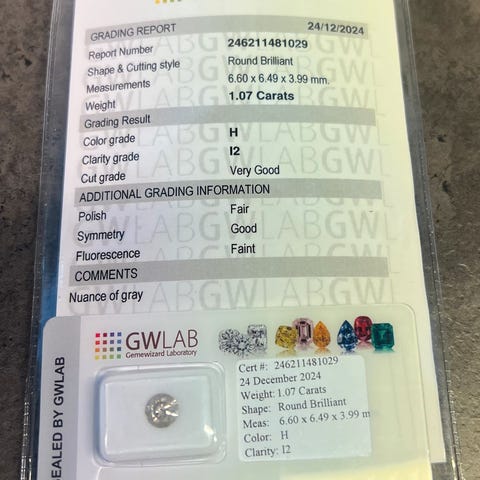 GRADING REPORT 24/12/2024
Report Number 246211481029
Shape & Cutting style Round Brilliant
Measurements 6.60 x 6.49 x 3.99 mm.
Weight 1.07 Carats
Grading Result
Color grade H
Clarity grade I2
Cut grade Very Good
ADDITIONAL GRADING INFORMATION
Polish Fair
Symmetry Good
Fluorescence Faint
COMMENTS
Nuance of gray
GWLAB
Gemewizard Laboratory
EALED BY GWLAB
Cert #: 246211481029
24 December 2024
Weight: 1.07 Carats
Shape: Round Brilliant
Meas: 6.60 x 6.49 x 3.99 m
Color: H
Clarity: I2